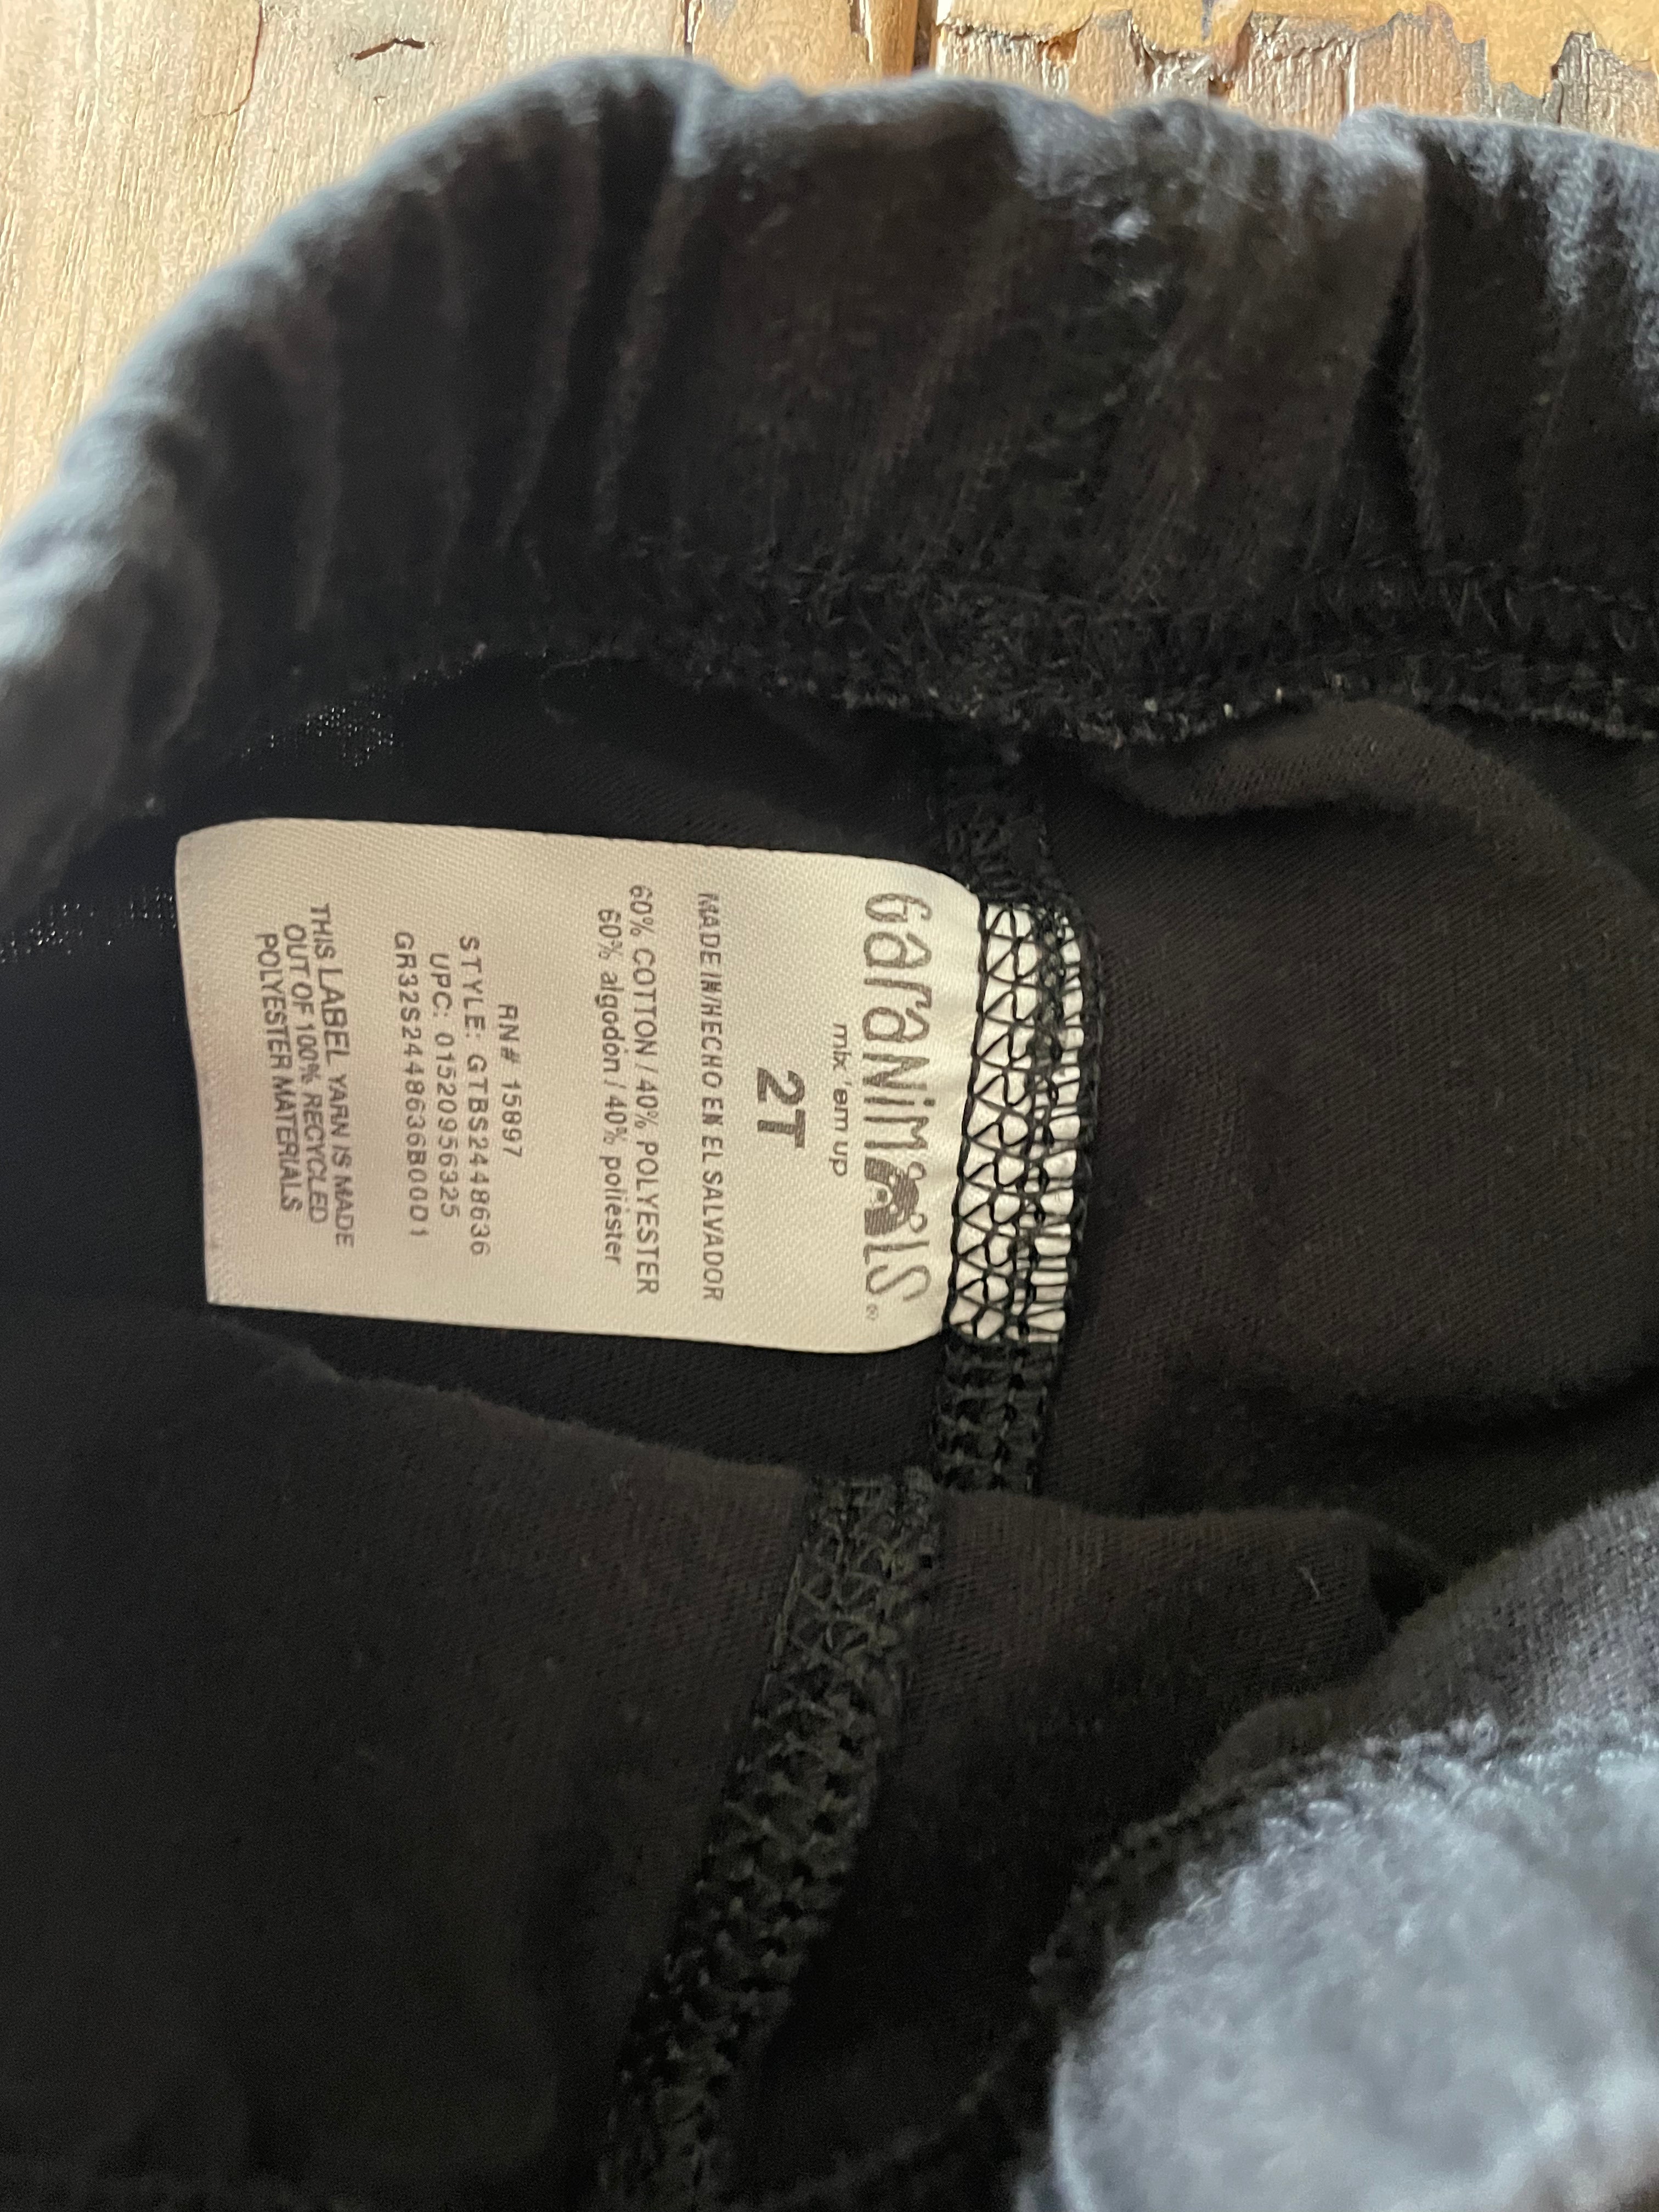 GaraNimALS®
mix 'em up
2T
MADE IN/HECHO EN EL SALVADOR
60% COTTON / 40% POLYESTER
60% algodón / 40% poliéster
RN# 15897
STYLE: GTBS2448636
UPC: 01520956325
GR32S2448636B0001
THIS LABEL YARN IS MADE
OUT OF 100% RECYCLED
POLYESTER MATERIALS